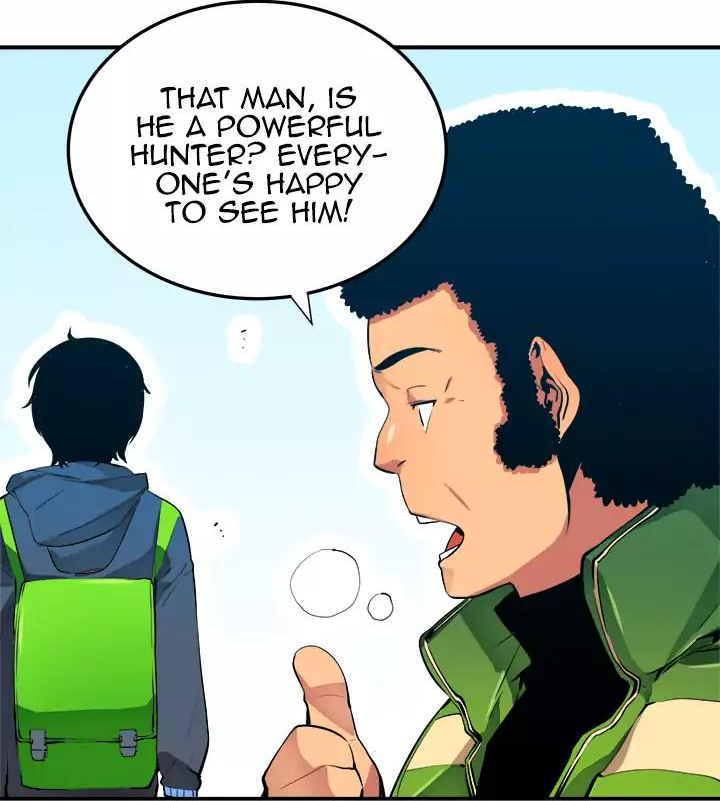 THAT MAN, IS
HE A POWERFUL
HUNTER? EVERY-
ONE'S HAPPY
TO SEE HIM!